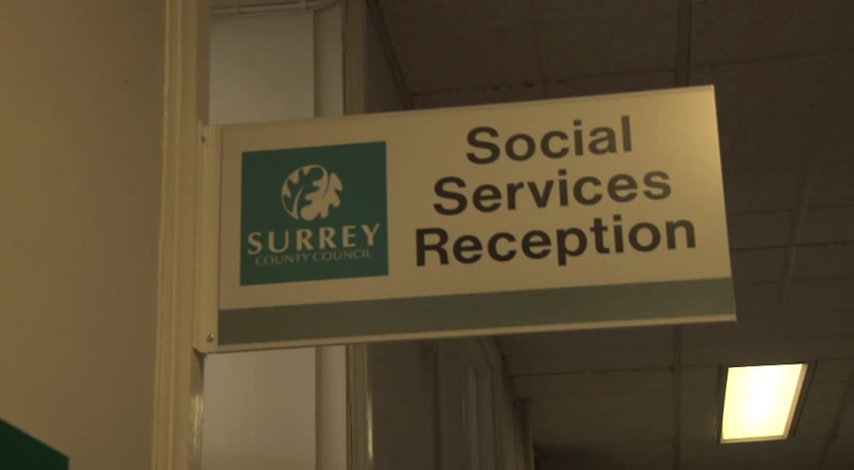 SURREY
COUNTY COUNCIL
Social
Services
Reception